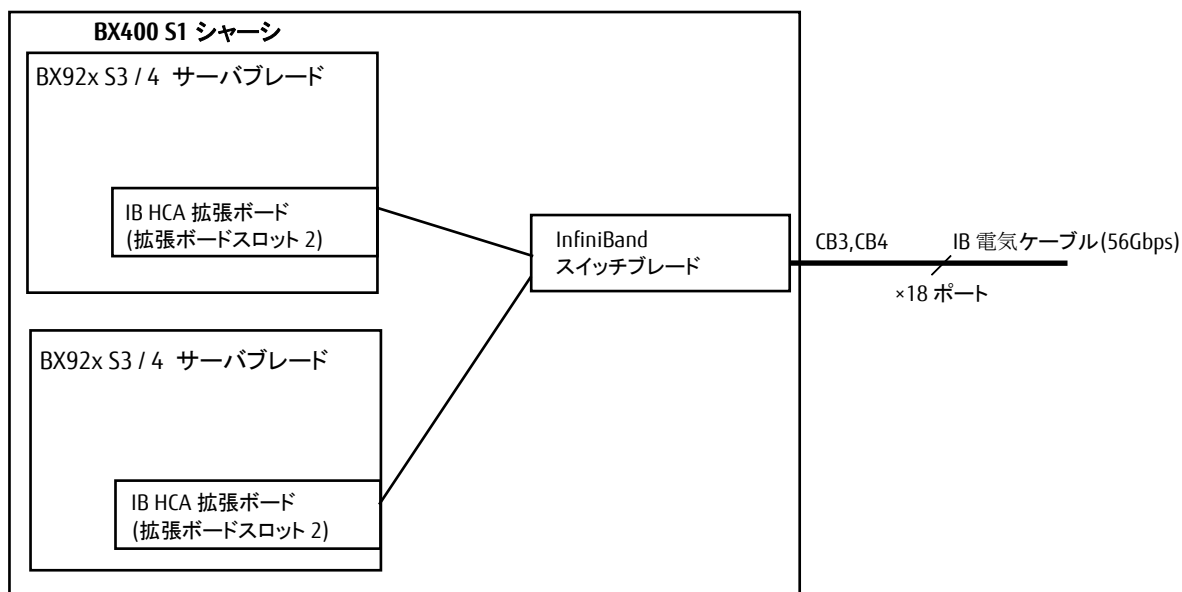 BX400 S1 シャーシ
BX92x S3 / 4 サーバブレード
IB HCA 拡張ボード
(拡張ボードスロット 2)
InfiniBand
スイッチブレード
CB3,CB4
IB 電気ケーブル(56Gbps)
×18 ポート
BX92x S3 / 4 サーバブレード
IB HCA 拡張ボード
(拡張ボードスロット 2)